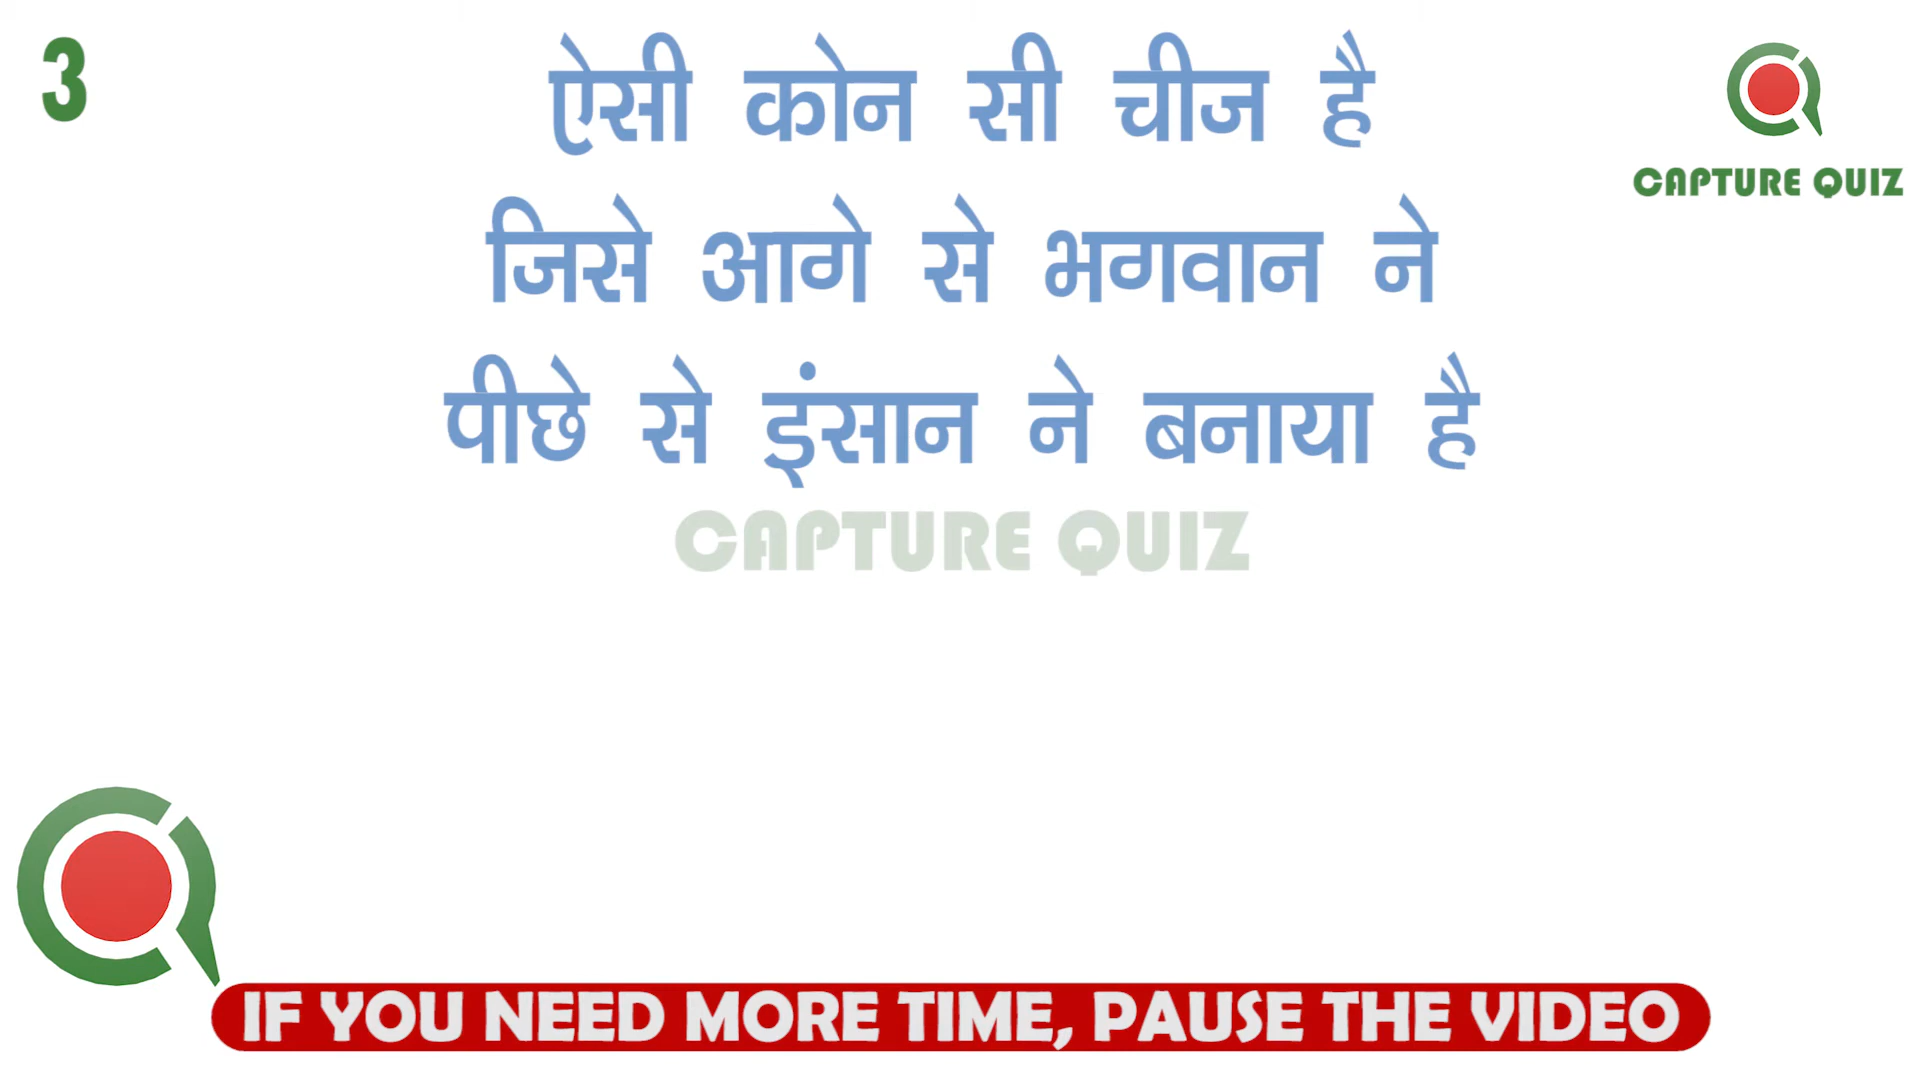 3
ऐसी कोन सी चीज है
CAPTURE QUIZ
जिसे आगे से भगवान ने
पीछे से इंसान ने बनाया है
CAPTURE QUIZ
IF YOU NEED MORE TIME, PAUSE THE VIDEO